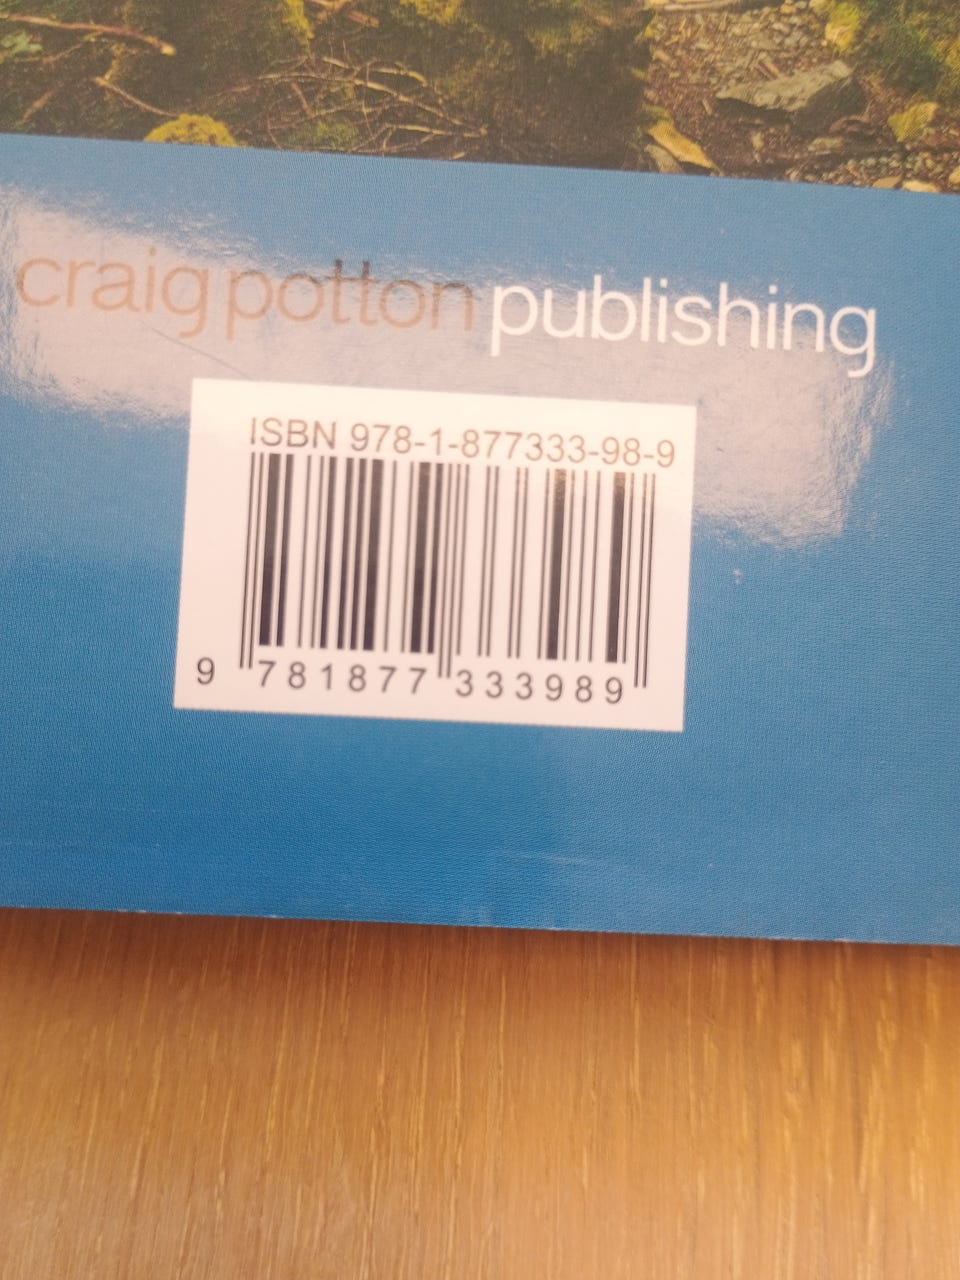 craig potton publishing
ISBN 978-1-877333-98-9
9 781877 333989